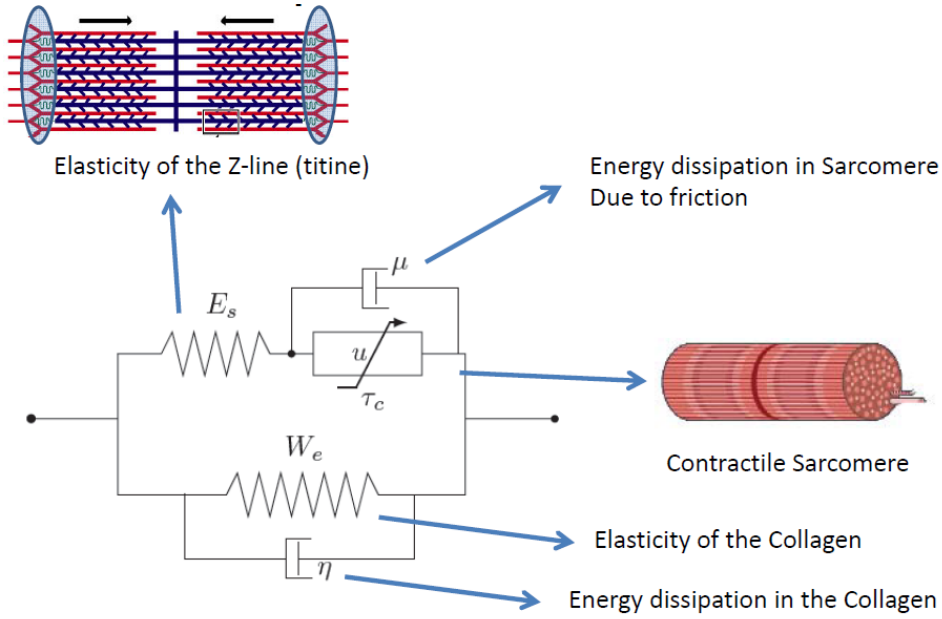 Elasticity of the Z-line (titine)
Energy dissipation in Sarcomere
Due to friction
μ
E_s
u
τ_c
W_e
Contractile Sarcomere
Elasticity of the Collagen
η
Energy dissipation in the Collagen